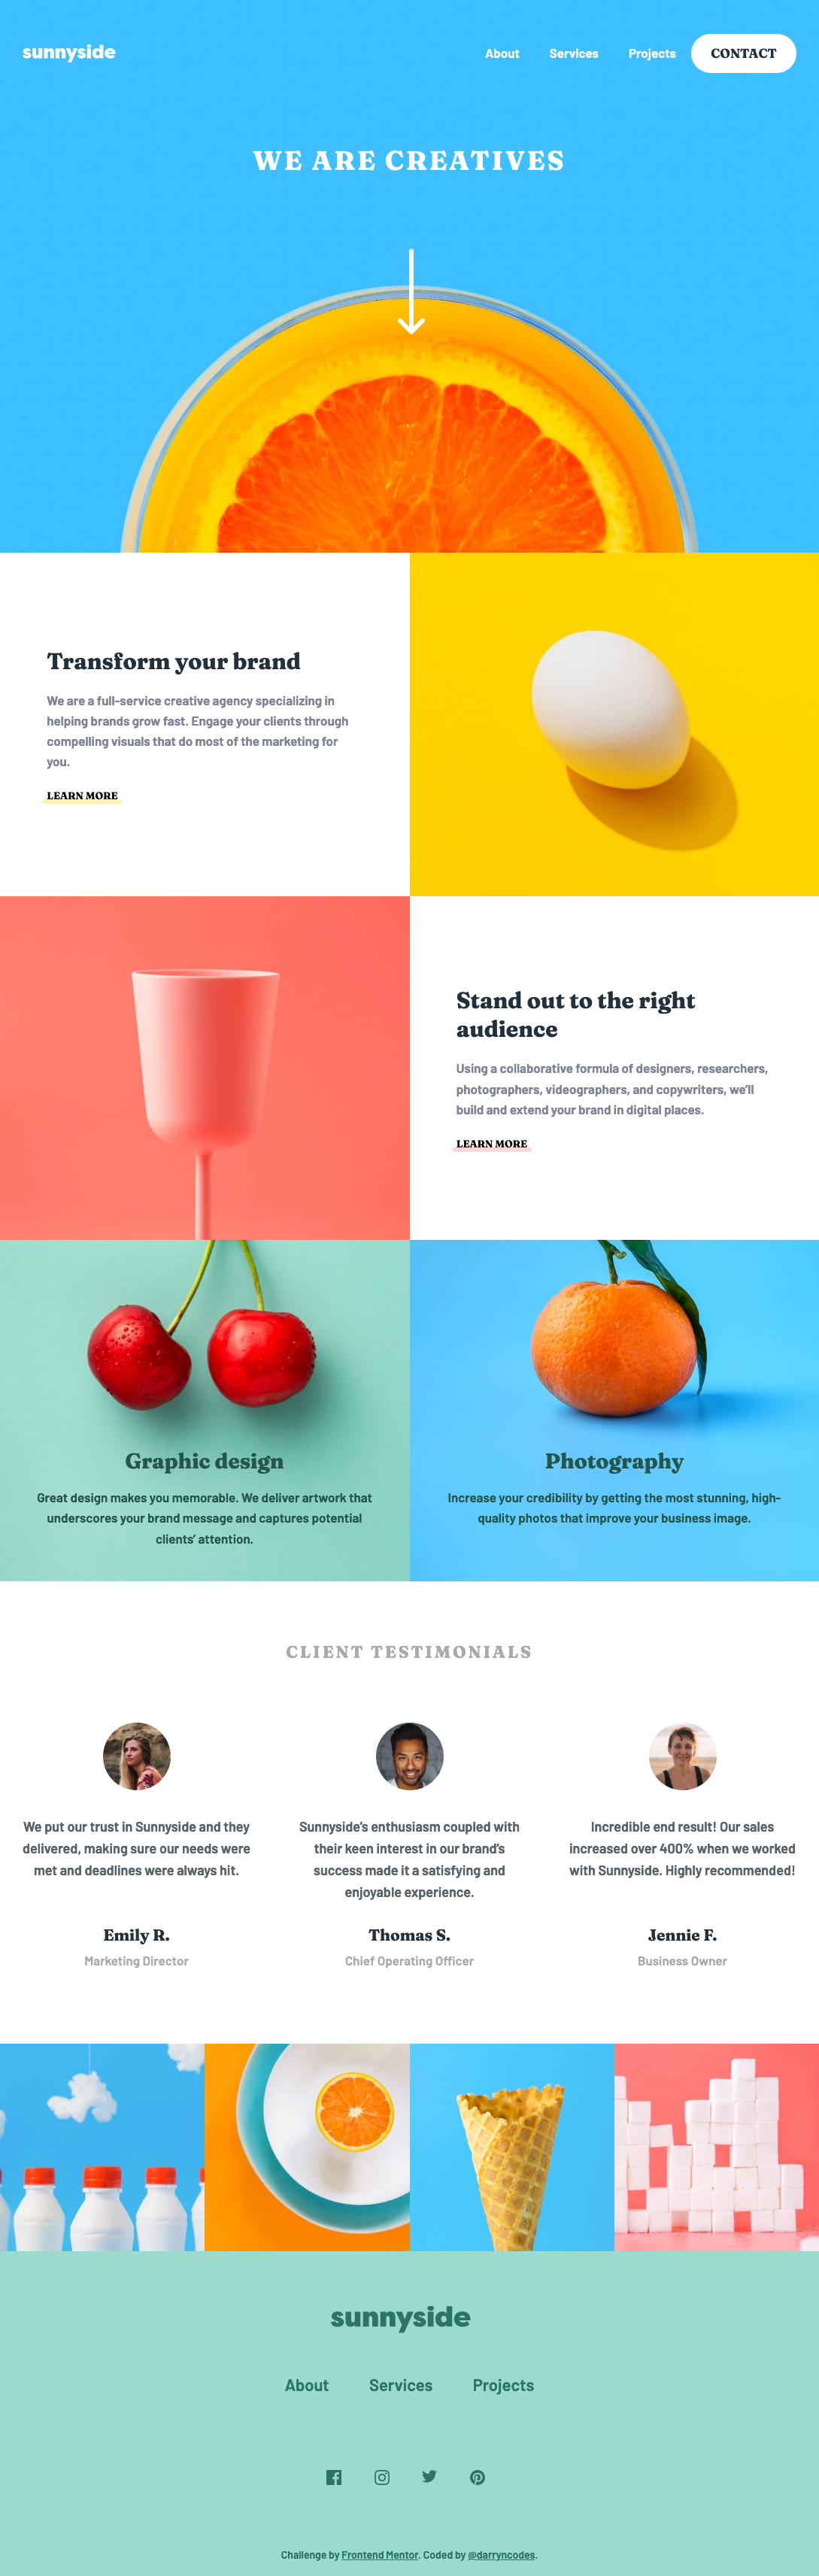 sunnyside
About Services Projects CONTACT
WE ARE CREATIVES
Transform your brand
We are a full-service creative agency specializing in
helping brands grow fast. Engage your clients through
compelling visuals that do most of the marketing for
you.
LEARN MORE
Stand out to the right
audience
Using a collaborative formula of designers, researchers,
photographers, videographers, and copywriters, we’ll
build and extend your brand in digital places.
LEARN MORE
Graphic design
Great design makes you memorable. We deliver artwork that
underscores your brand message and captures potential
clients’ attention.
Photography
Increase your credibility by getting the most stunning, high-
quality photos that improve your business image.
CLIENT TESTIMONIALS
We put our trust in Sunnyside and they
delivered, making sure our needs were
met and deadlines were always hit.
Emily R.
Marketing Director
Sunnyside’s enthusiasm coupled with
their keen interest in our brand’s
success made it a satisfying and
enjoyable experience.
Thomas S.
Chief Operating Officer
Incredible end result! Our sales
increased over 400% when we worked
with Sunnyside. Highly recommended!
Jennie F.
Business Owner
sunnyside
About Services Projects
Challenge by Frontend Mentor. Coded by @darryncodes.